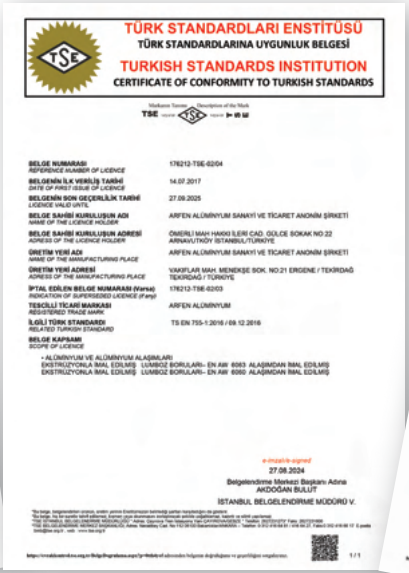 TÜRK STANDARDLARI ENSTİTÜSÜ
TÜRK STANDARDLARINA UYGUNLUK BELGESİ
TURKISH STANDARDS INSTITUTION
CERTIFICATE OF CONFORMITY TO TURKISH STANDARDS
TSE
Markanın Tanımı Description of the Mark
TSE TSE TSE
BELGE NUMARASI 176212-TSE-02/04
REFERENCE NUMBER OF LICENCE
BELGENİN İLK VERİLİŞ TARİHİ 14.07.2017
DATE OF FIRST ISSUE OF LICENCE
BELGENİN SON GEÇERLİLİK TARİHİ 27.09.2025
LICENCE VALID UNTIL
BELGE SAHİBİ KURULUŞUN ADI ARFEN ALÜMİNYUM SANAYİ VE TİCARET ANONİM ŞİRKETİ
NAME OF THE LICENCE HOLDER
BELGE SAHİBİ KURULUŞUN ADRESİ ÖMERLİ MAH HAKKI İLERİ CAD. GÜLCE SOKAK NO:22
ADRESS OF THE LICENCE HOLDER ARNAVUTKÖY İSTANBUL/TÜRKİYE
ÜRETİM YERİ ADI ARFEN ALÜMİNYUM SANAYİ VE TİCARET ANONİM ŞİRKETİ
NAME OF THE MANUFACTURING PLACE
ÜRETİM YERİ ADRESİ VAKIFLAR MAH. MENEKŞE SOK. NO:21 ERGENE / TEKİRDAĞ
ADRESS OF THE MANUFACTURING PLACE TEKİRDAĞ / TÜRKİYE
İPTAL EDİLEN BELGE NUMARASI (Varsa) 176212-TSE-02/03
INDICATION OF SUPERSEDED LICENCE (If any)
TESCİLLİ TİCARİ MARKASI ARFEN ALÜMİNYUM
REGISTERED TRADE MARK
İLGİLİ TÜRK STANDARDI TS EN 755-1:2016 / 09.12.2016
RELATED TURKISH STANDARD
BELGE KAPSAMI
SCOPE OF LICENCE
• ALÜMİNYUM VE ALÜMİNYUM ALAŞIMLARI
EKSTRÜZYONLA İMAL EDİLMİŞ LUMBOZ BORULARI– EN AW 6063 ALAŞIMDAN İMAL EDİLMİŞ
EKSTRÜZYONLA İMAL EDİLMİŞ LUMBOZ BORULARI– EN AW 6060 ALAŞIMDAN İMAL EDİLMİŞ
e-imzalı/e-signed
27.08.2024
Belgelendirme Merkezi Başkanı Adına
AKDOĞAN BULUT
İSTANBUL BELGELENDİRME MÜDÜRÜ V.
1 / 1